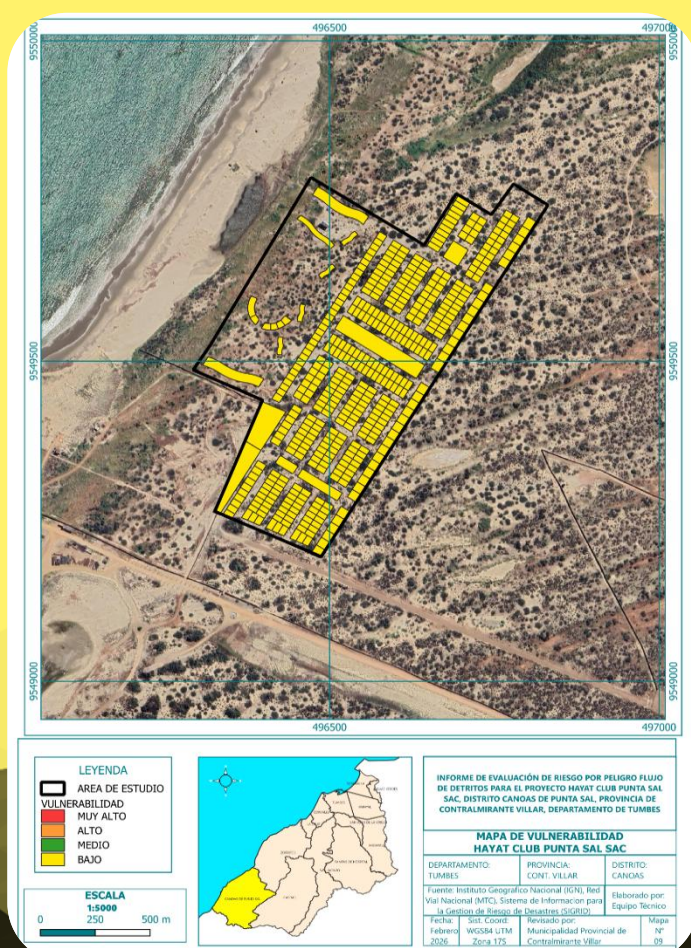 496500
497000
9550000
9550000
9549500
9549500
9549000
9549000
496500
497000
LEYENDA
AREA DE ESTUDIO
VULNERABILIDAD
MUY ALTO
ALTO
MEDIO
BAJO
ESCALA
1:5000
0 250 500 m
INFORME DE EVALUACIÓN DE RIESGO POR PELIGRO FLUJO
DE DETRITOS PARA EL PROYECTO HAYAT CLUB PUNTA SAL
SAC, DISTRITO CANOAS DE PUNTA SAL, PROVINCIA DE
CONTRALMIRANTE VILLAR, DEPARTAMENTO DE TUMBES
MAPA DE VULNERABILIDAD
HAYAT CLUB PUNTA SAL SAC
DEPARTAMENTO:
TUMBES
PROVINCIA:
CONT. VILLAR
DISTRITO:
CANOAS
Fuente: Instituto Geografico Nacional (IGN), Red
Vial Nacional (MTC), Sistema de Informacion para
la Gestion de Riesgo de Desastres (SIGRID)
Elaborado por:
Equipo Técnico
Fecha:
Febrero
2026
Sist. Coord:
WGS84 UTM
Zona 17S
Revisado por:
Municipalidad Provincial de
Contralmirante Villar
Mapa
N°
09